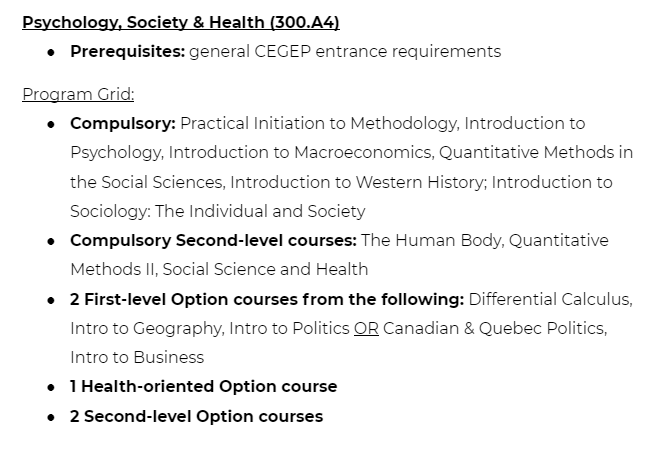 Psychology, Society & Health (300.A4)
• Prerequisites: general CEGEP entrance requirements
Program Grid:
• Compulsory: Practical Initiation to Methodology, Introduction to
Psychology, Introduction to Macroeconomics, Quantitative Methods in
the Social Sciences, Introduction to Western History; Introduction to
Sociology: The Individual and Society
• Compulsory Second-level courses: The Human Body, Quantitative
Methods II, Social Science and Health
• 2 First-level Option courses from the following: Differential Calculus,
Intro to Geography, Intro to Politics OR Canadian & Quebec Politics,
Intro to Business
• 1 Health-oriented Option course
• 2 Second-level Option courses